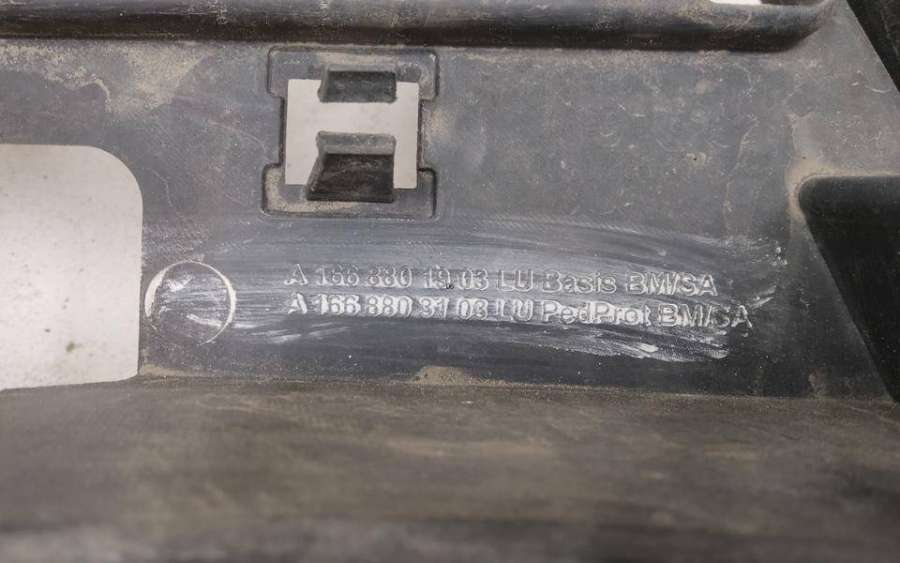 A 166 880 19 03 LU Basis BM/SA
A 166 880 31 03 LU PedProt BM/SA